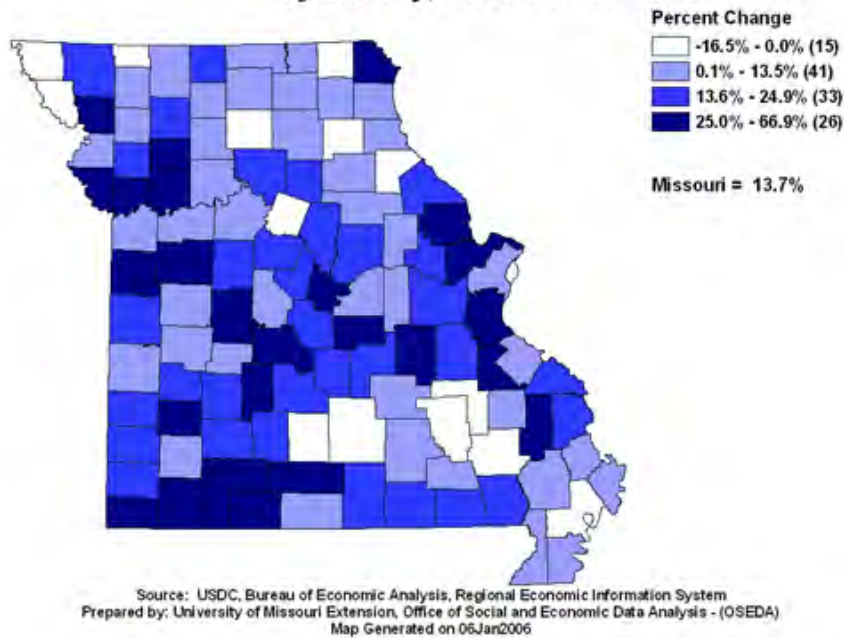 Percent Change
-16.5% - 0.0% (15)
0.1% - 13.5% (41)
13.6% - 24.9% (33)
25.0% - 66.9% (26)
Missouri = 13.7%
Source: USDC, Bureau of Economic Analysis, Regional Economic Information System
Prepared by: University of Missouri Extension, Office of Social and Economic Data Analysis - (OSEDA)
Map Generated on 06Jan2006